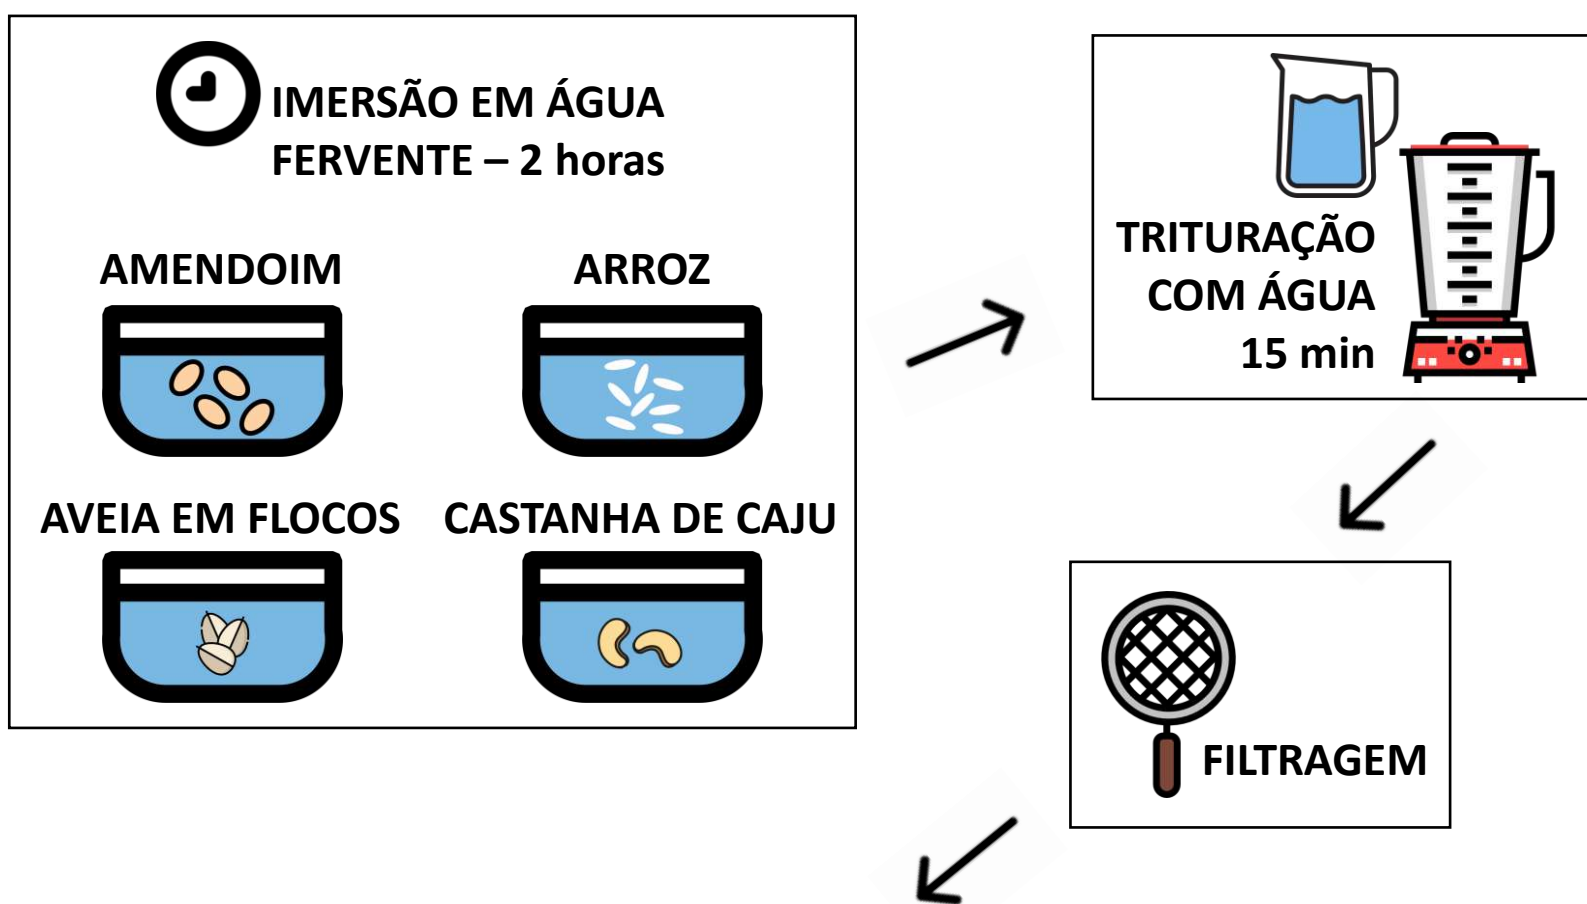 IMERSÃO EM ÁGUA
FERVENTE – 2 horas
AMENDOIM
ARROZ
AVEIA EM FLOCOS
CASTANHA DE CAJU
TRITURAÇÃO
COM ÁGUA
15 min
FILTRAGEM